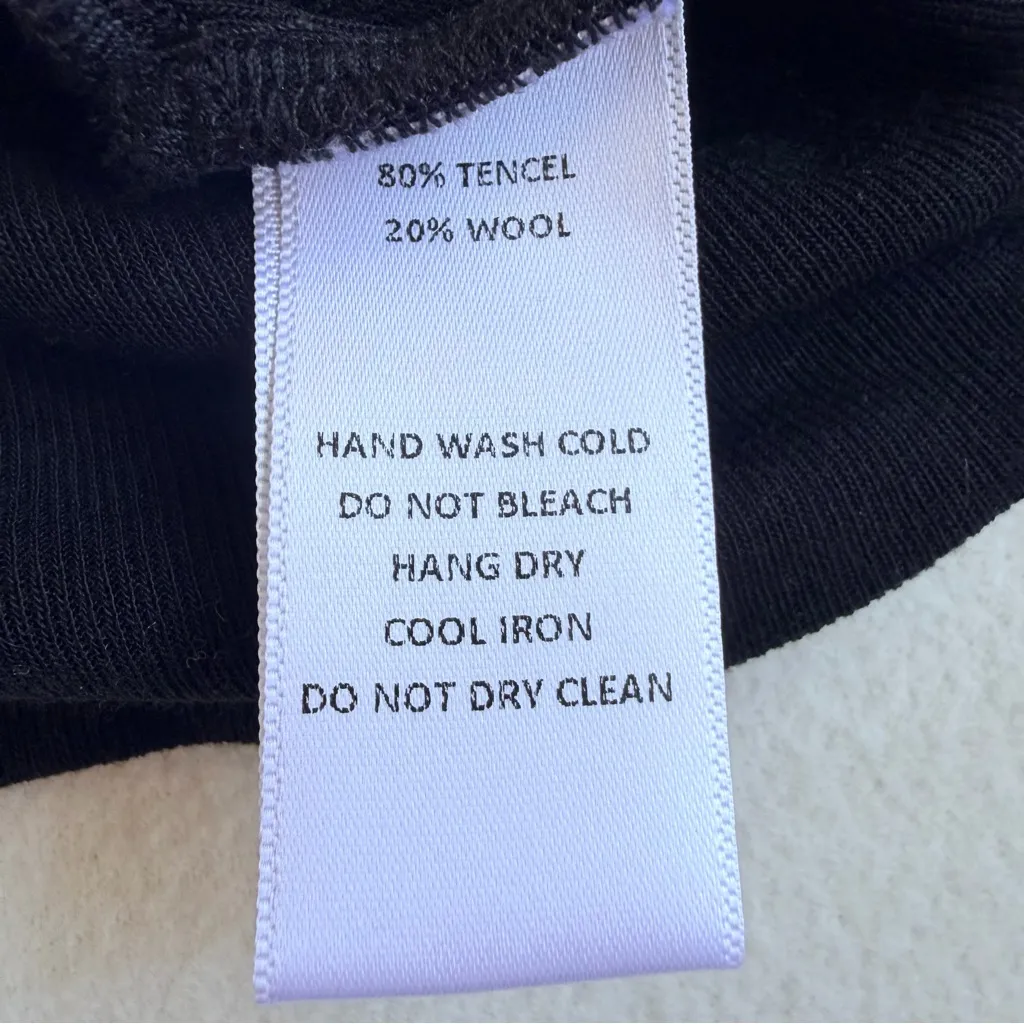 80% TENCEL
20% WOOL
HAND WASH COLD
DO NOT BLEACH
HANG DRY
COOL IRON
DO NOT DRY CLEAN